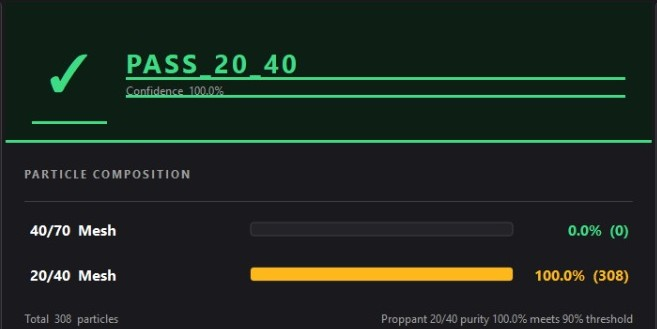 PASS_20_40
Confidence 100.0%
PARTICLE COMPOSITION
40/70 Mesh 0.0% (0)
20/40 Mesh 100.0% (308)
Total 308 particles Proppant 20/40 purity 100.0% meets 90% threshold